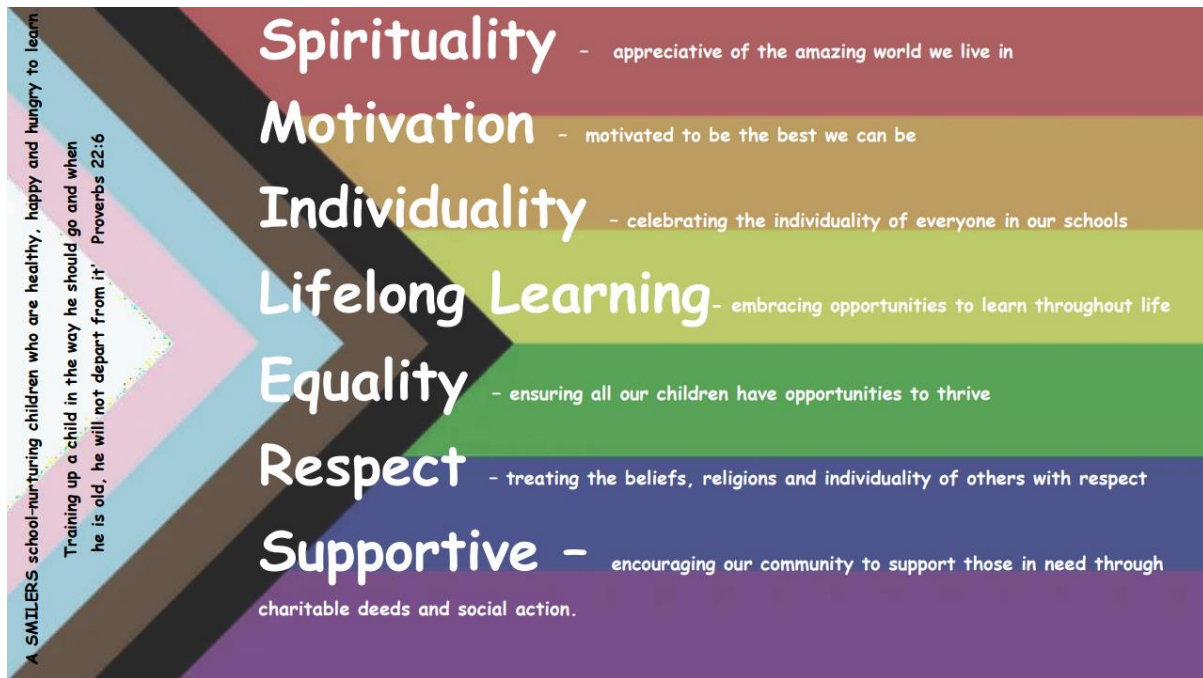 A SMILERS school-nurturing children who are healthy, happy and hungry to learn
Training up a child in the way he should go and when
he is old, he will not depart from it' Proverbs 22:6
Spirituality - appreciative of the amazing world we live in
Motivation - motivated to be the best we can be
Individuality - celebrating the individuality of everyone in our schools
Lifelong Learning- embracing opportunities to learn throughout life
Equality - ensuring all our children have opportunities to thrive
Respect - treating the beliefs, religions and individuality of others with respect
Supportive - encouraging our community to support those in need through
charitable deeds and social action.